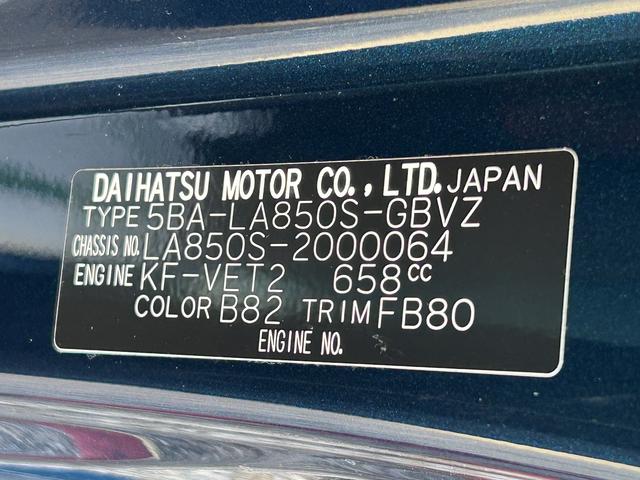 DAIHATSU MOTOR CO., LTD. JAPAN
TYPE 5BA-LA850S-GBVZ
CHASSIS NO. LA850S-2000064
ENGINE KF-VET2 658cc
COLOR B82 TRIM FB80
ENGINE NO.